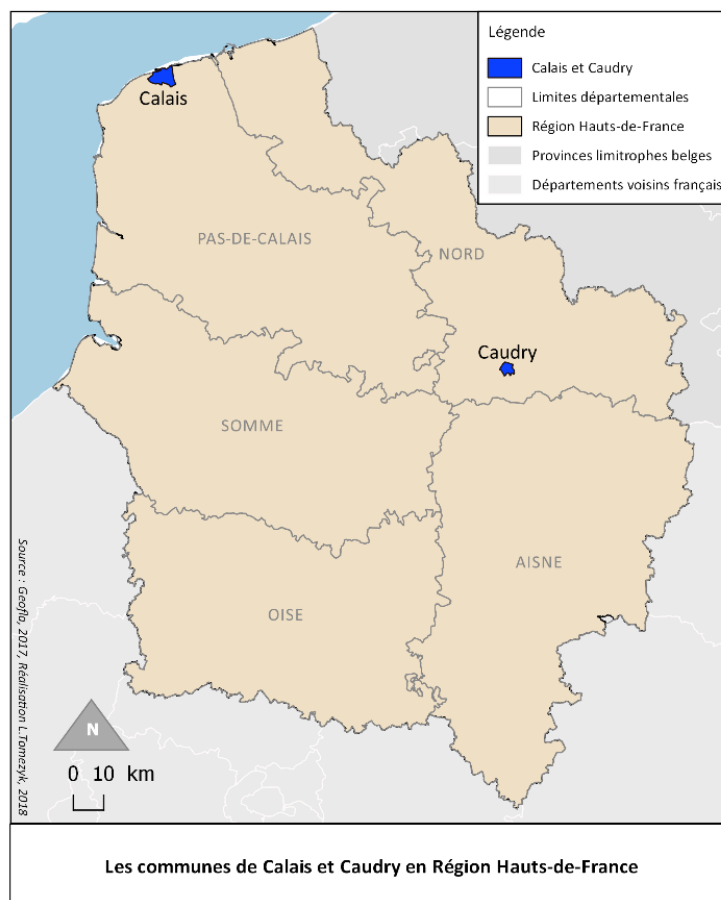 Légende
Calais et Caudry
Limites départementales
Région Hauts-de-France
Provinces limitrophes belges
Départements voisins français
Calais
PAS-DE-CALAIS
NORD
Caudry
SOMME
AISNE
OISE
Source : Geofla, 2017, Réalisation L.Tomezyk, 2018
N
0 10 km
Les communes de Calais et Caudry en Région Hauts-de-France